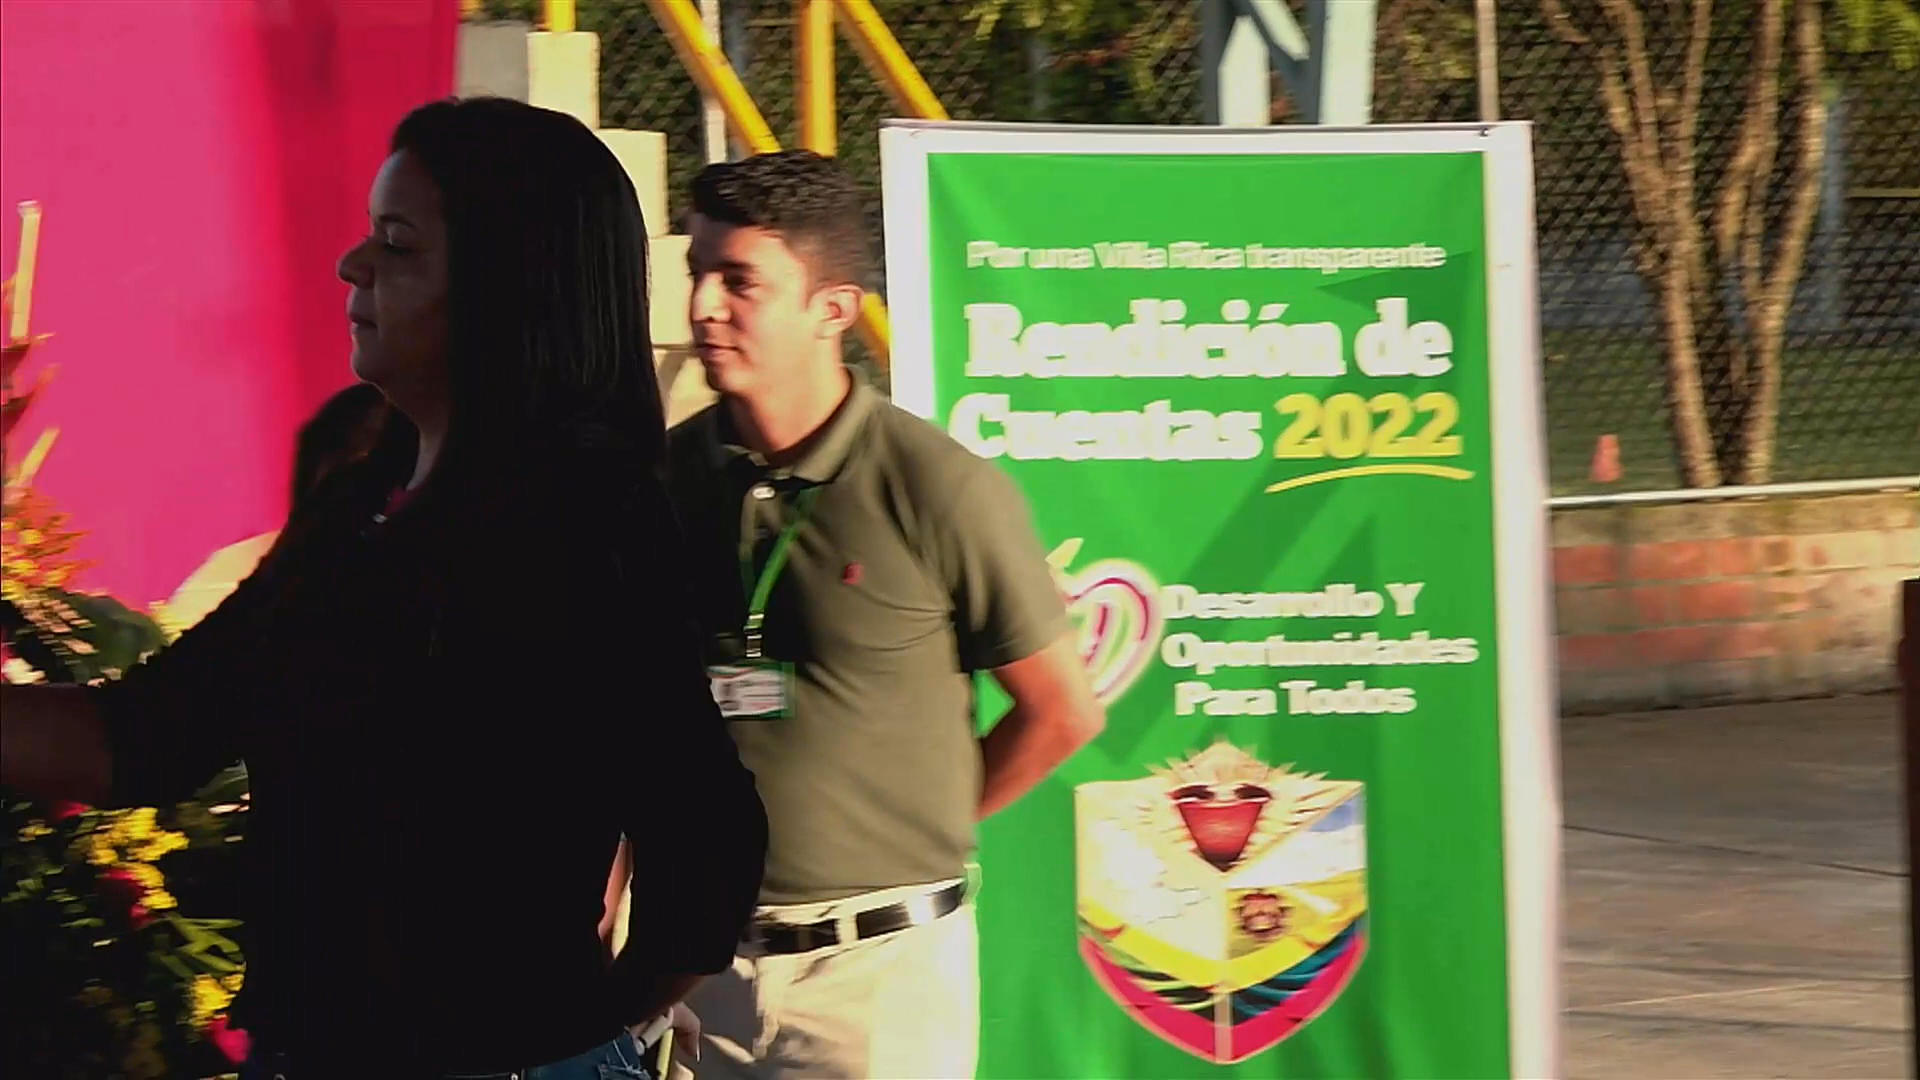 Por una Villa Rica transparente
Rendición de
Cuentas 2022
Desarrollo Y
Oportunidades
Para Todos